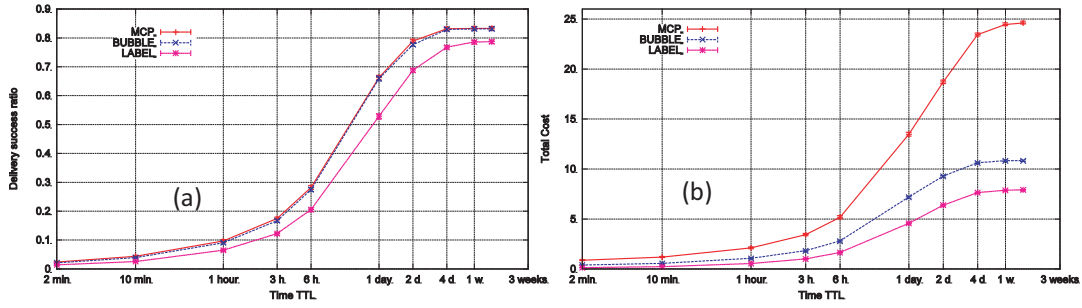 0.9
0.8
0.7
0.6
0.5
0.4
0.3
0.2
0.1
0.
Delivery success ratio
MCP
BUBBLE
LABEL
(a)
2 min.
10 min.
1 hour.
3 h.
6 h.
1 day.
2 d.
4 d.
1 w.
3 weeks.
Time TTL
25.
20.
15.
10.
5.
0.
Total Cost
MCP
BUBBLE
LABEL
(b)
2 min.
10 min.
1 hour.
3 h.
6 h.
1 day.
2 d.
4 d.
1 w.
3 weeks.
Time TTL